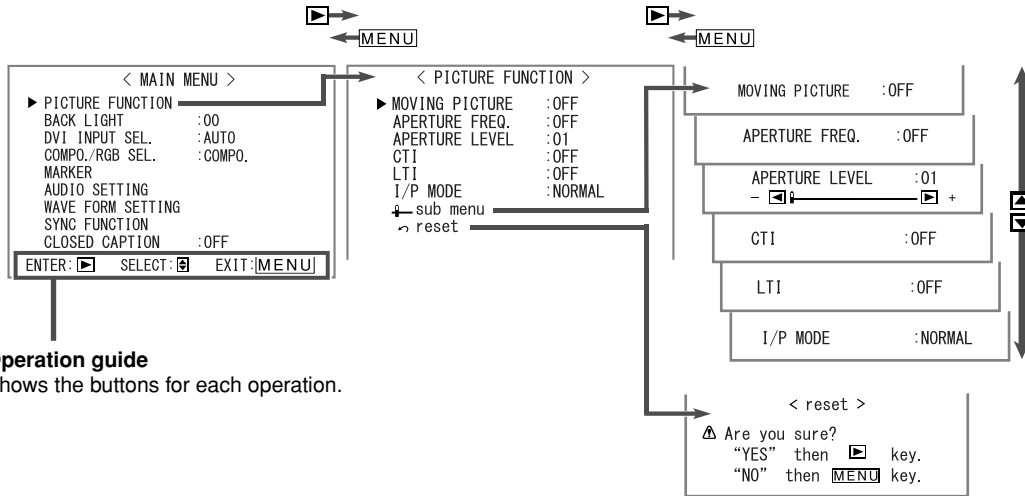 MENU
MENU
< MAIN MENU >
PICTURE FUNCTION
BACK LIGHT :00
DVI INPUT SEL. :AUTO
COMPO./RGB SEL. :COMPO.
MARKER
AUDIO SETTING
WAVE FORM SETTING
SYNC FUNCTION
CLOSED CAPTION :OFF
ENTER: SELECT: EXIT:MENU
< PICTURE FUNCTION >
MOVING PICTURE :OFF
APERTURE FREQ. :OFF
APERTURE LEVEL :01
CTI :OFF
LTI :OFF
I/P MODE :NORMAL
sub menu
reset
MOVING PICTURE :OFF
APERTURE FREQ. :OFF
APERTURE LEVEL :01
- +
CTI :OFF
LTI :OFF
I/P MODE :NORMAL
peration guide
hows the buttons for each operation.
< reset >
Are you sure?
“YES” then key.
“NO” then MENU key.